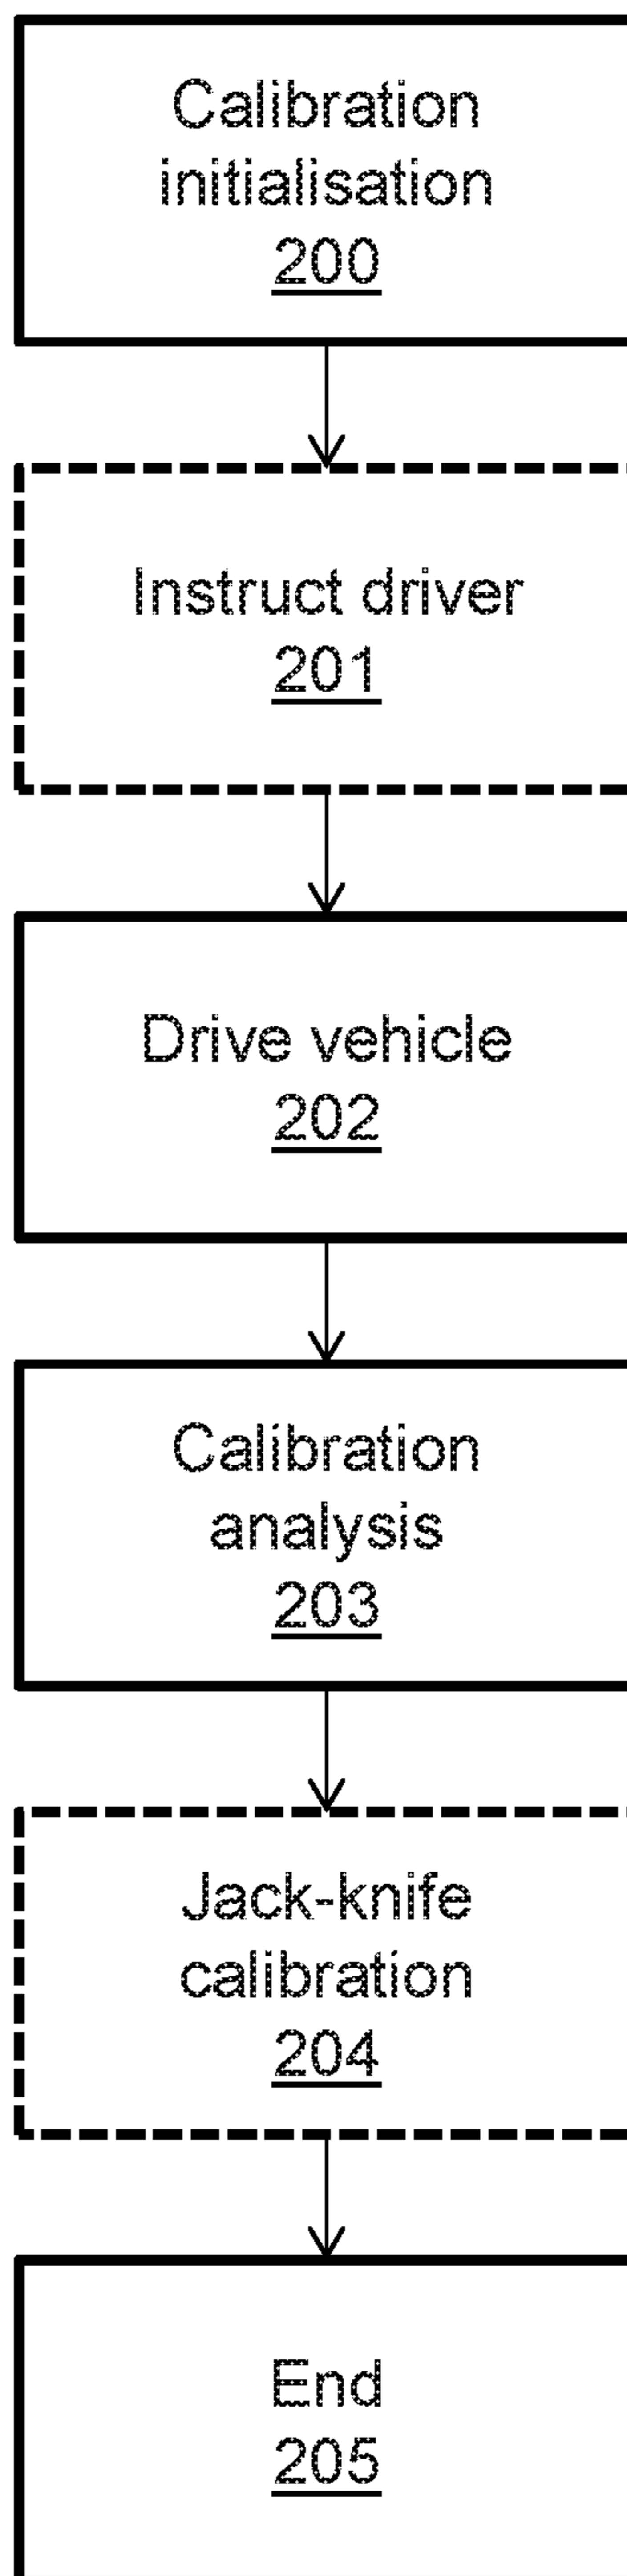 Calibration
initialisation
200
Instruct driver
201
Drive vehicle
202
Calibration
analysis
203
Jack-knife
calibration
204
End
205